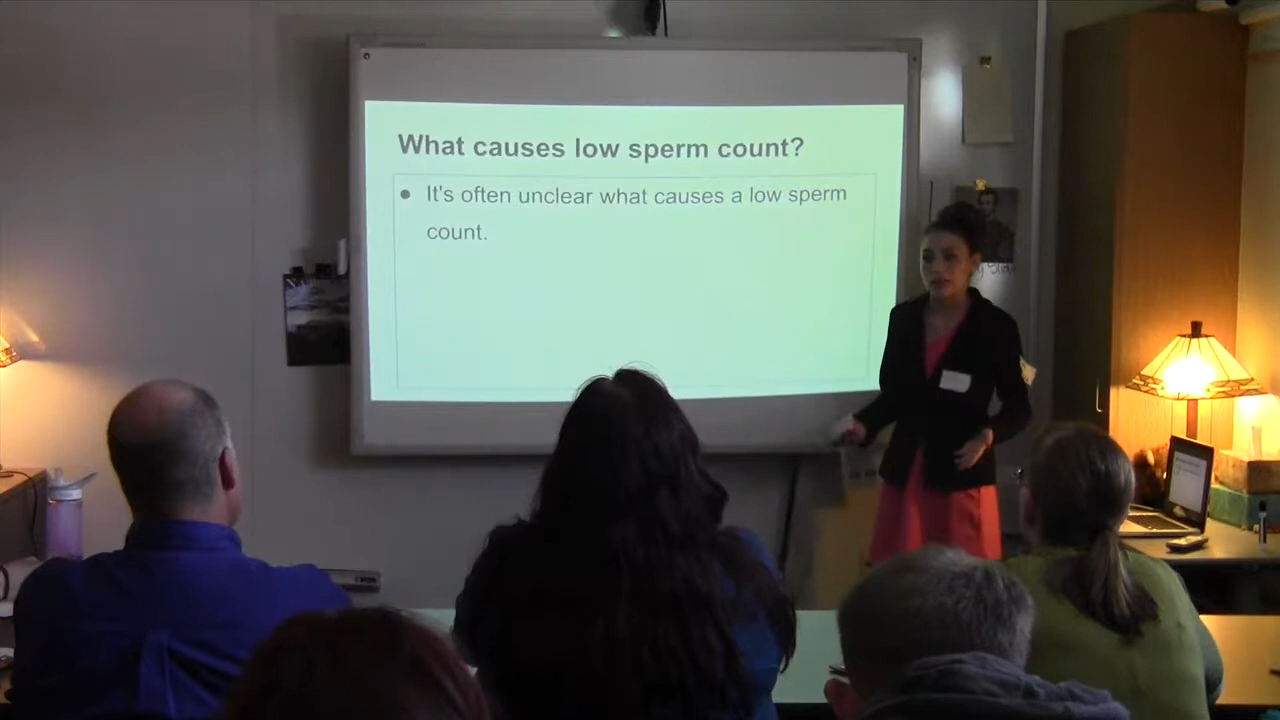 What causes low sperm count?
● It's often unclear what causes a low sperm
count.